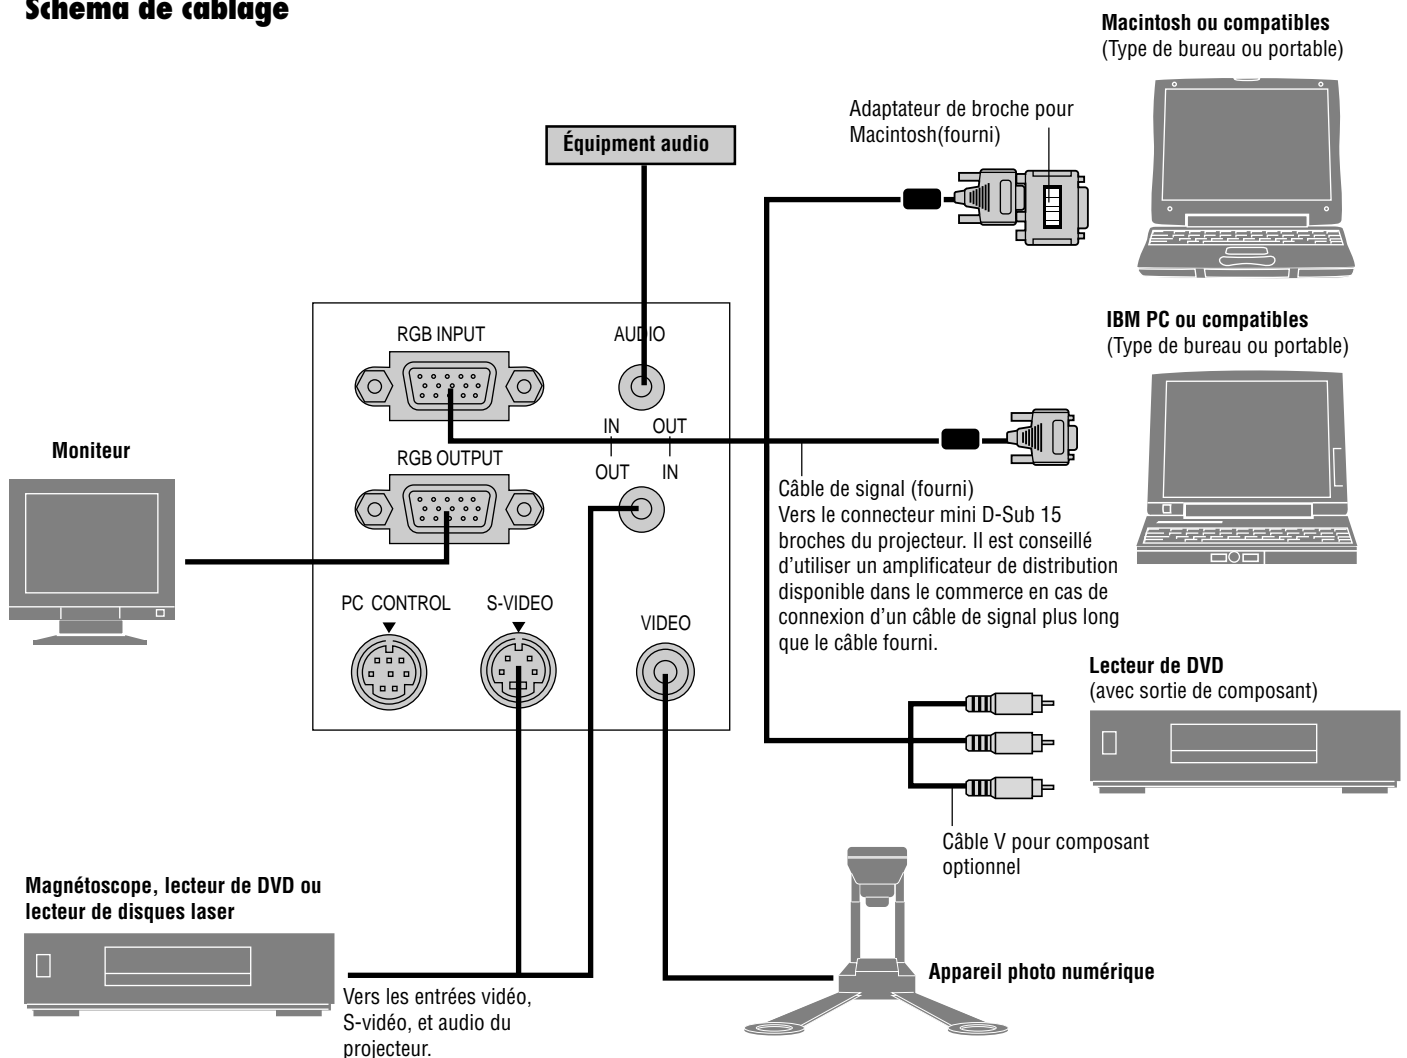 Schéma de câblage
Macintosh ou compatibles
(Type de bureau ou portable)
Adaptateur de broche pour
Macintosh(fourni)
Équipment audio
IBM PC ou compatibles
(Type de bureau ou portable)
RGB INPUT
AUDIO
IN
OUT
Moniteur
RGB OUTPUT
OUT
IN
Câble de signal (fourni)
Vers le connecteur mini D-Sub 15
broches du projecteur. Il est conseillé
d’utiliser un amplificateur de distribution
disponible dans le commerce en cas de
connexion d’un câble de signal plus long
que le câble fourni.
PC CONTROL
S-VIDEO
VIDEO
Lecteur de DVD
(avec sortie de composant)
Câble V pour composant
optionnel
Magnétoscope, lecteur de DVD ou
lecteur de disques laser
Appareil photo numérique
Vers les entrées vidéo,
S-vidéo, et audio du
projecteur.